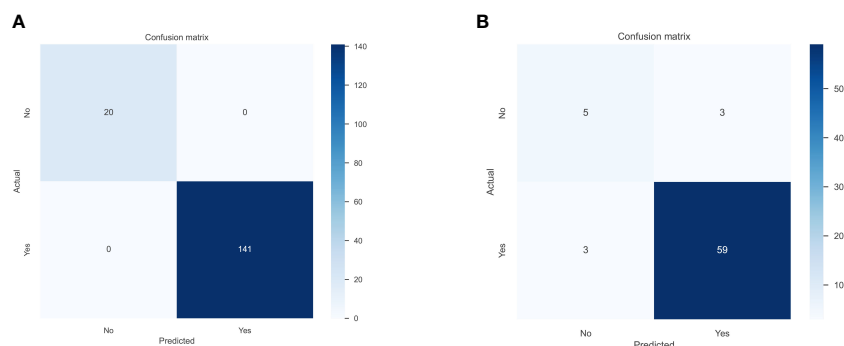 A
Confusion matrix
No
20
0
Actual
Yes
0
141
No
Yes
Predicted
140
120
100
80
60
40
20
0
B
Confusion matrix
No
5
3
Actual
Yes
3
59
No
Yes
Predicted
50
40
30
20
10